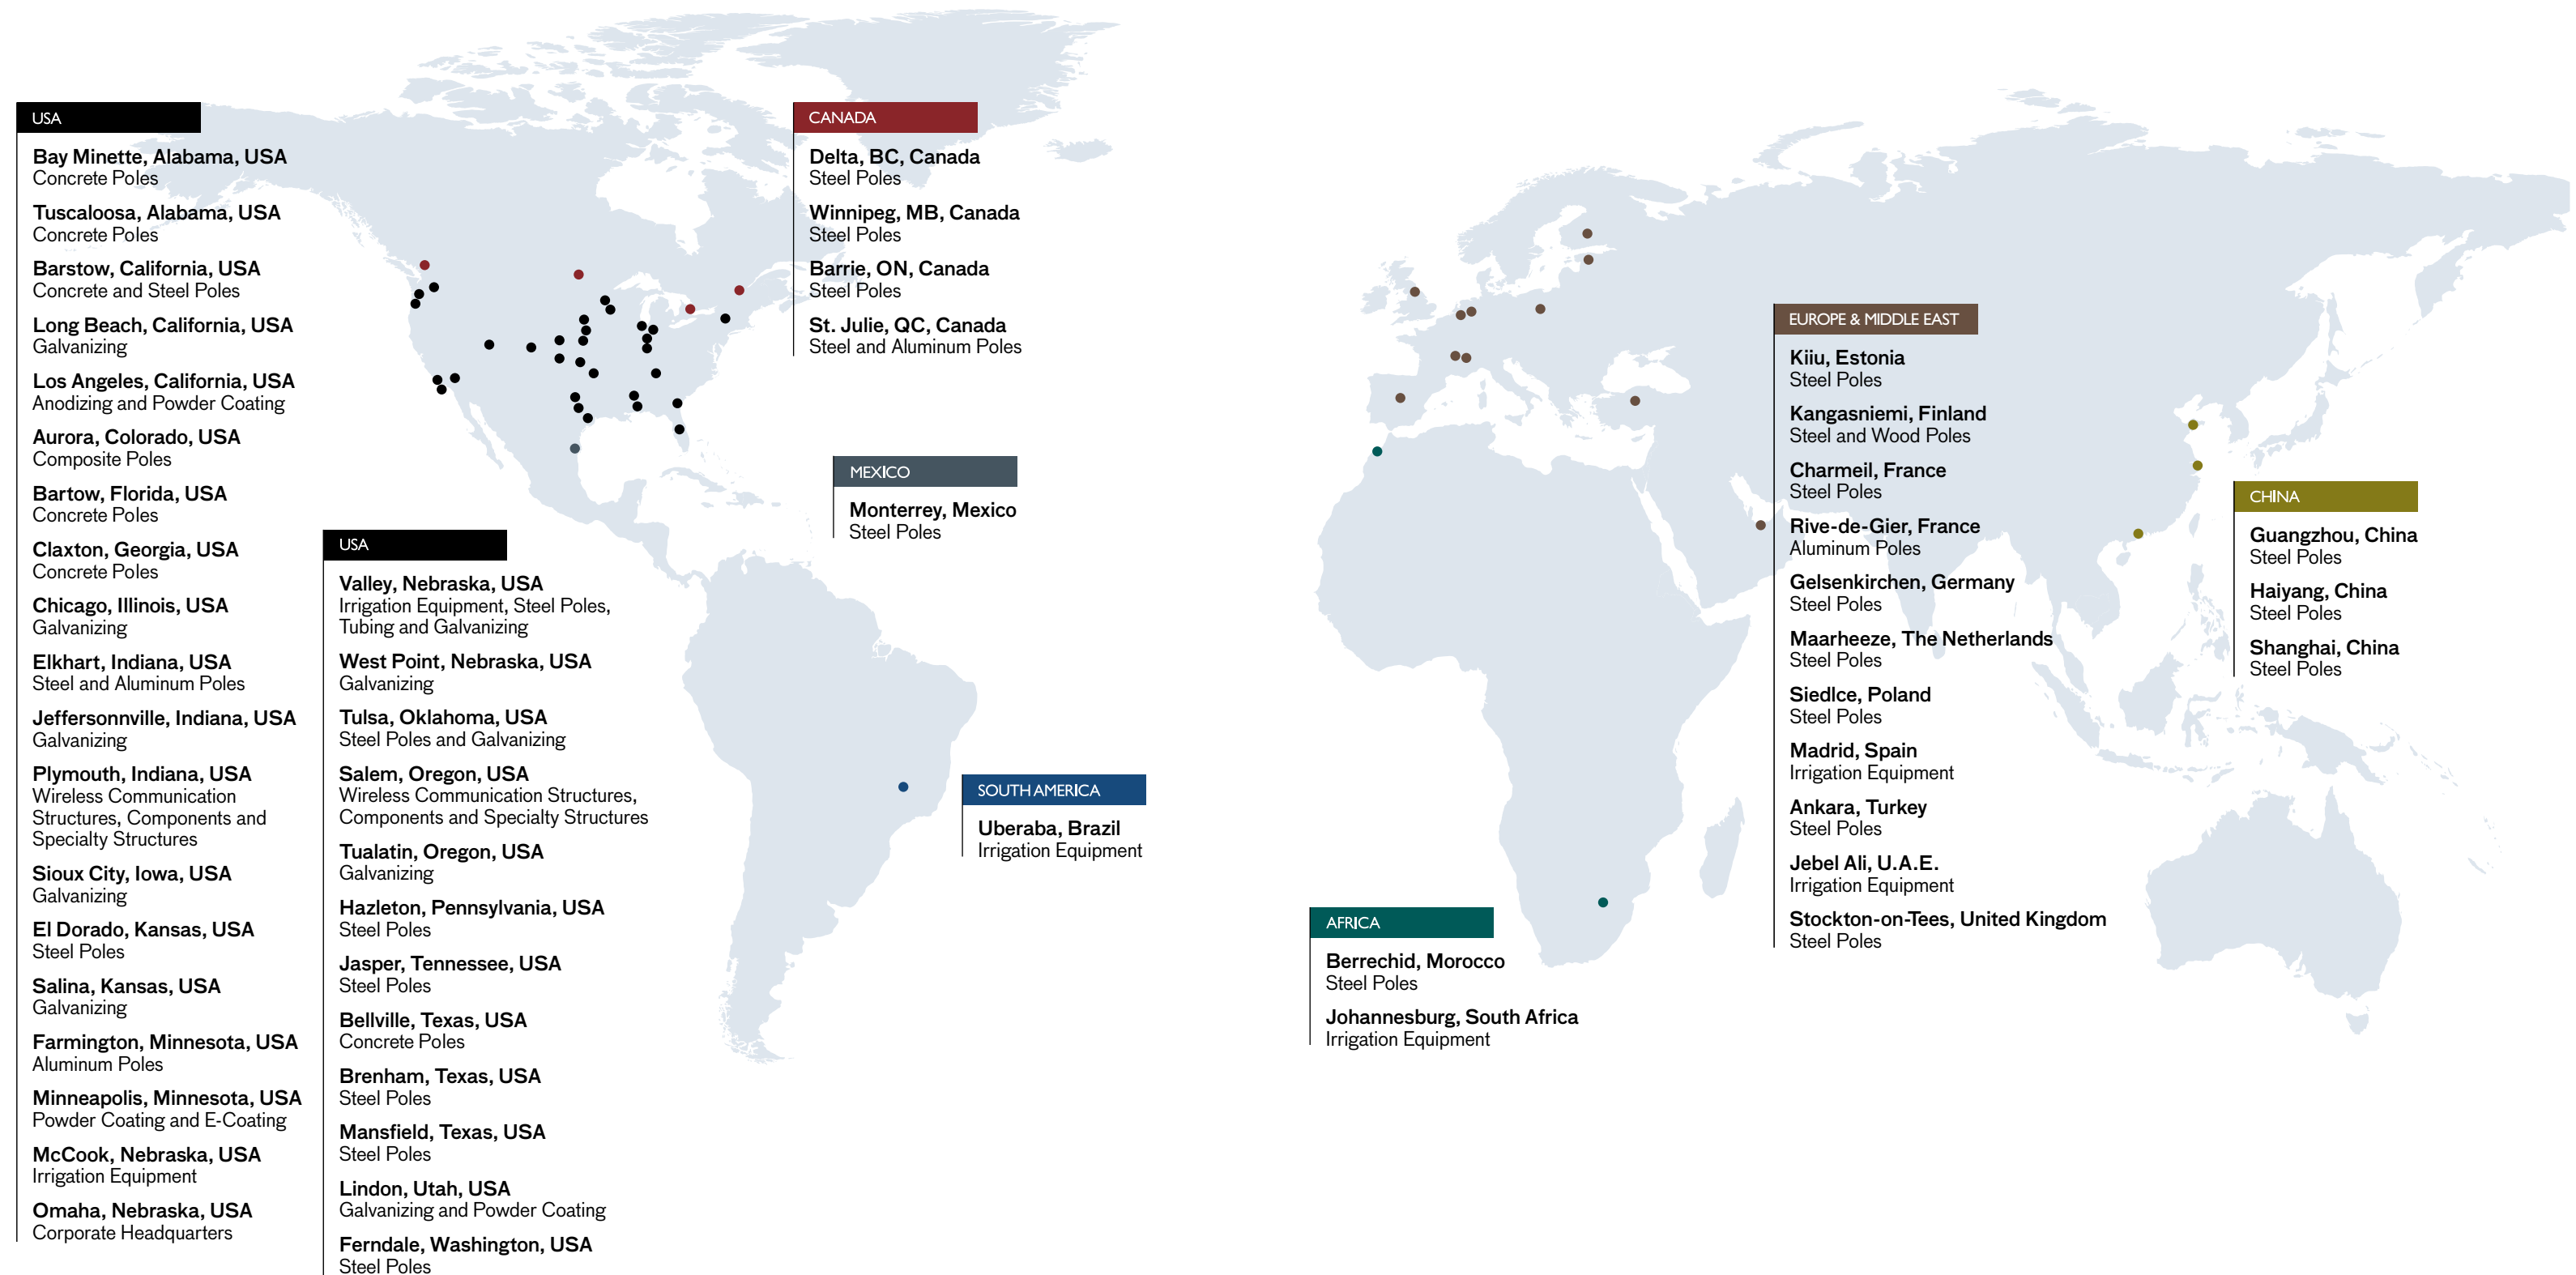 USA
Bay Minette, Alabama, USA
Concrete Poles
Tuscaloosa, Alabama, USA
Concrete Poles
Barstow, California, USA
Concrete and Steel Poles
Long Beach, California, USA
Galvanizing
Los Angeles, California, USA
Anodizing and Powder Coating
Aurora, Colorado, USA
Composite Poles
Bartow, Florida, USA
Concrete Poles
Claxton, Georgia, USA
Concrete Poles
Chicago, Illinois, USA
Galvanizing
Elkhart, Indiana, USA
Steel and Aluminum Poles
Jeffersonnville, Indiana, USA
Galvanizing
Plymouth, Indiana, USA
Wireless Communication
Structures, Components and
Specialty Structures
Sioux City, Iowa, USA
Galvanizing
El Dorado, Kansas, USA
Steel Poles
Salina, Kansas, USA
Galvanizing
Farmington, Minnesota, USA
Aluminum Poles
Minneapolis, Minnesota, USA
Powder Coating and E-Coating
McCook, Nebraska, USA
Irrigation Equipment
Omaha, Nebraska, USA
Corporate Headquarters
USA
Valley, Nebraska, USA
Irrigation Equipment, Steel Poles,
Tubing and Galvanizing
West Point, Nebraska, USA
Galvanizing
Tulsa, Oklahoma, USA
Steel Poles and Galvanizing
Salem, Oregon, USA
Wireless Communication Structures,
Components and Specialty Structures
Tualatin, Oregon, USA
Galvanizing
Hazleton, Pennsylvania, USA
Steel Poles
Jasper, Tennessee, USA
Steel Poles
Bellville, Texas, USA
Concrete Poles
Brenham, Texas, USA
Steel Poles
Mansfield, Texas, USA
Steel Poles
Lindon, Utah, USA
Galvanizing and Powder Coating
Ferndale, Washington, USA
Steel Poles
CANADA
Delta, BC, Canada
Steel Poles
Winnipeg, MB, Canada
Steel Poles
Barrie, ON, Canada
Steel Poles
St. Julie, QC, Canada
Steel and Aluminum Poles
MEXICO
Monterrey, Mexico
Steel Poles
SOUTH AMERICA
Uberaba, Brazil
Irrigation Equipment
AFRICA
Berrechid, Morocco
Steel Poles
Johannesburg, South Africa
Irrigation Equipment
EUROPE & MIDDLE EAST
Kiiu, Estonia
Steel Poles
Kangasniemi, Finland
Steel and Wood Poles
Charmeil, France
Steel Poles
Rive-de-Gier, France
Aluminum Poles
Gelsenkirchen, Germany
Steel Poles
Maarheeze, The Netherlands
Steel Poles
Siedlce, Poland
Steel Poles
Madrid, Spain
Irrigation Equipment
Ankara, Turkey
Steel Poles
Jebel Ali, U.A.E.
Irrigation Equipment
Stockton-on-Tees, United Kingdom
Steel Poles
CHINA
Guangzhou, China
Steel Poles
Haiyang, China
Steel Poles
Shanghai, China
Steel Poles